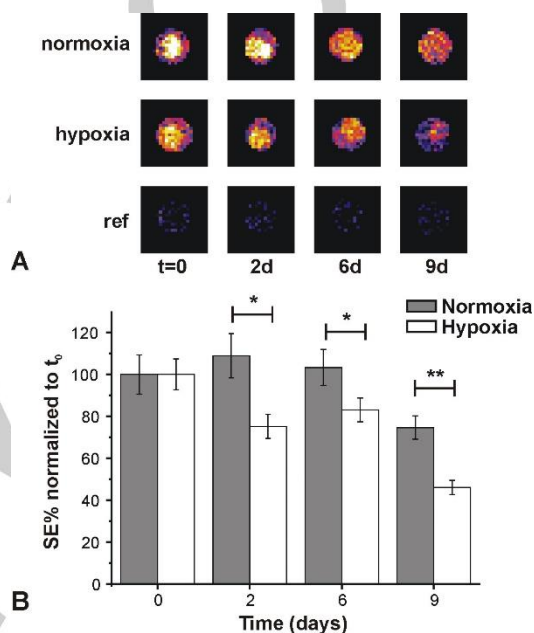 normoxia
hypoxia
ref
A
t=0 2d 6d 9d
* * **
Normoxia
Hypoxia
SE% normalized to t₀
120
100
80
60
40
20
0
0 2 6 9
B
Time (days)